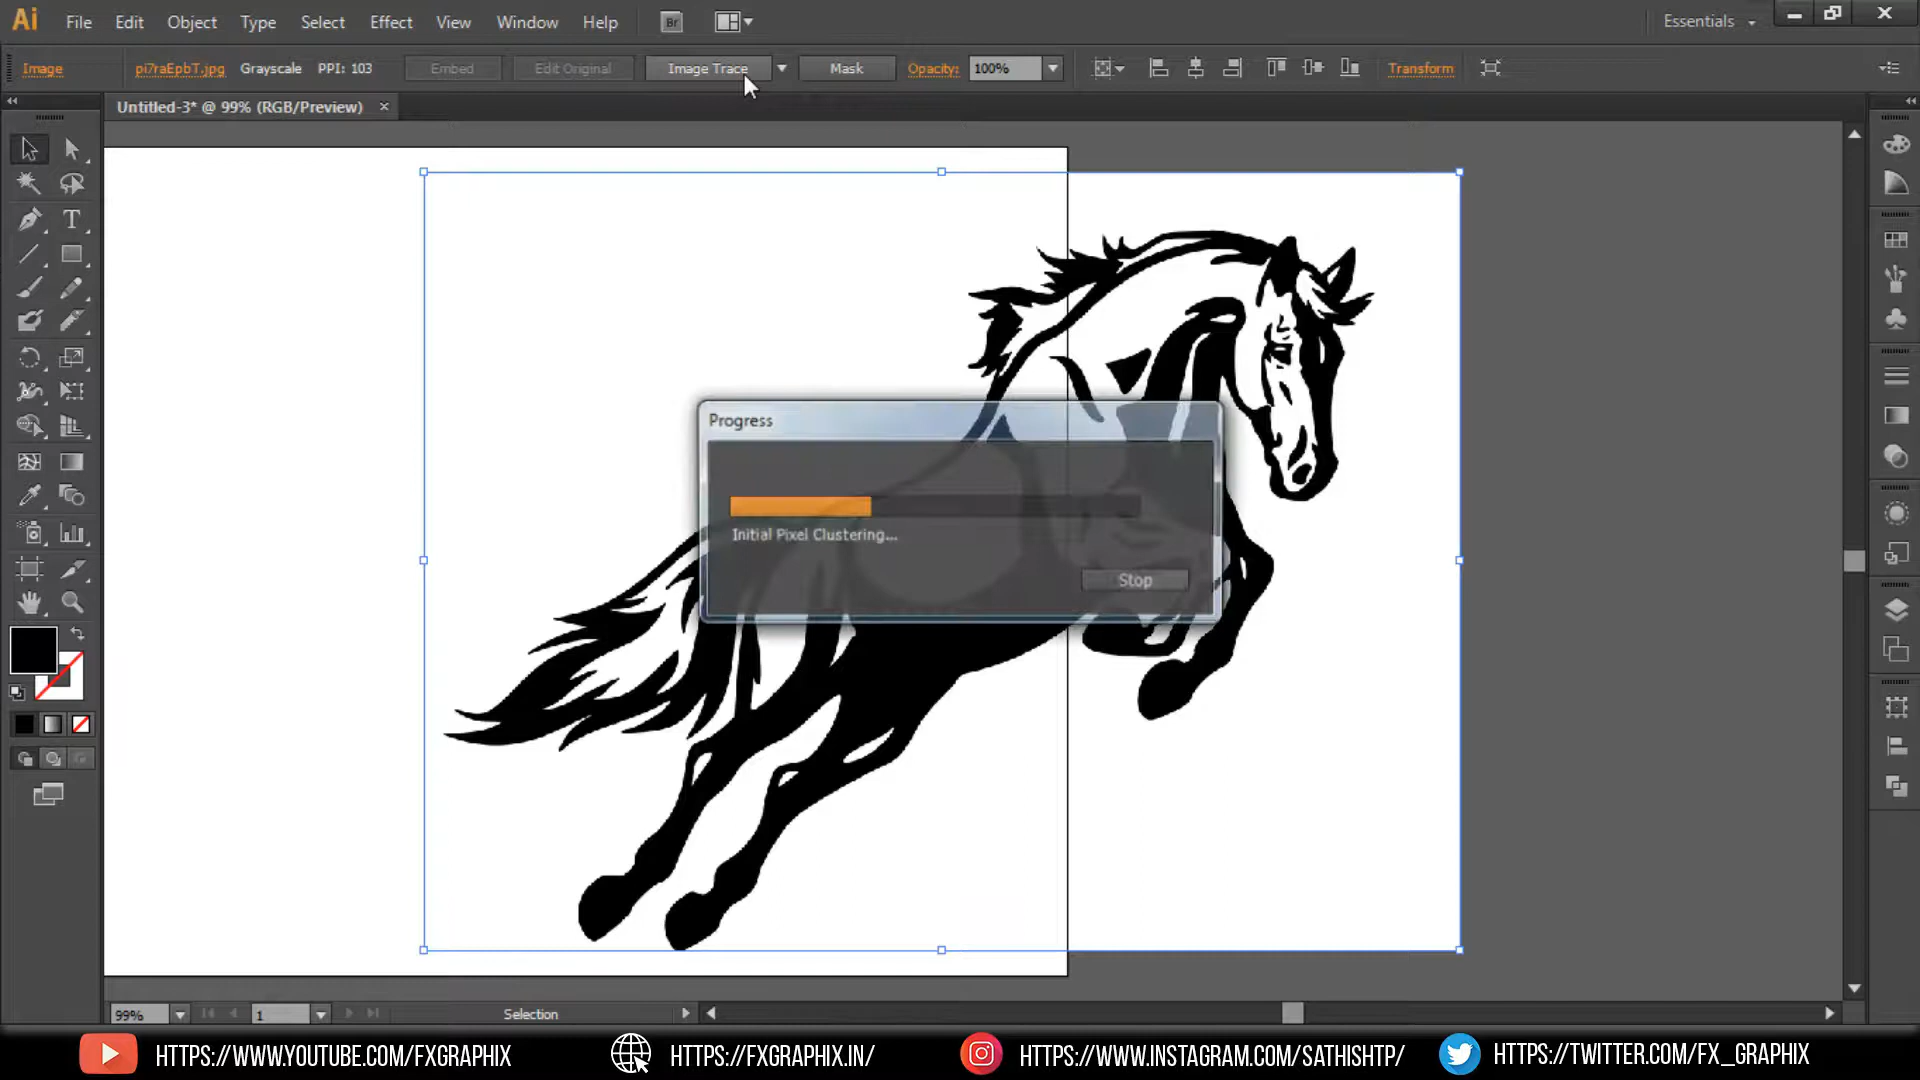 Ai File Edit Object Type Select Effect View Window Help Br Essentials
Image pi7raEpbT.jpg Grayscale PPI: 103 Embed Edit Original Image Trace Mask Opacity: 100% Transform
Untitled-3* @ 99% (RGB/Preview)
T
Progress
Initial Pixel Clustering...
Stop
99% 1 Selection
HTTPS://WWW.YOUTUBE.COM/FXGRAPHIX HTTPS://FXGRAPHIX.IN/ HTTPS://WWW.INSTAGRAM.COM/SATHISHTP/ HTTPS://TWITTER.COM/FX_GRAPHIX